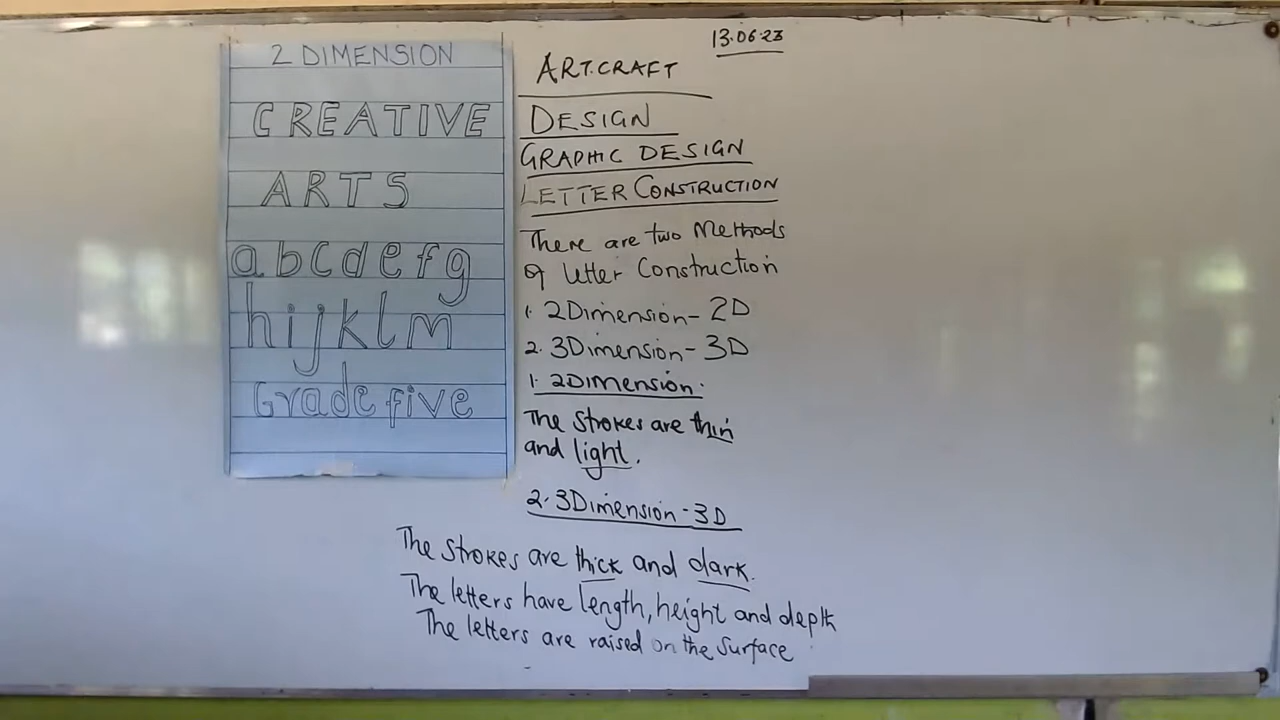 2 DIMENSION
CREATIVE
ARTS
abcdefg
hijklm
Grade five
13.06.23
ART.CRAFT
DESIGN
GRAPHIC DESIGN
LETTER CONSTRUCTION
There are two Methods
of letter Construction
1. 2Dimension - 2D
2. 3Dimension - 3D
1. 2Dimension.
The strokes are thin
and light.
2. 3Dimension - 3D
The strokes are thick and dark.
The letters have length, height and depth
The letters are raised on the surface